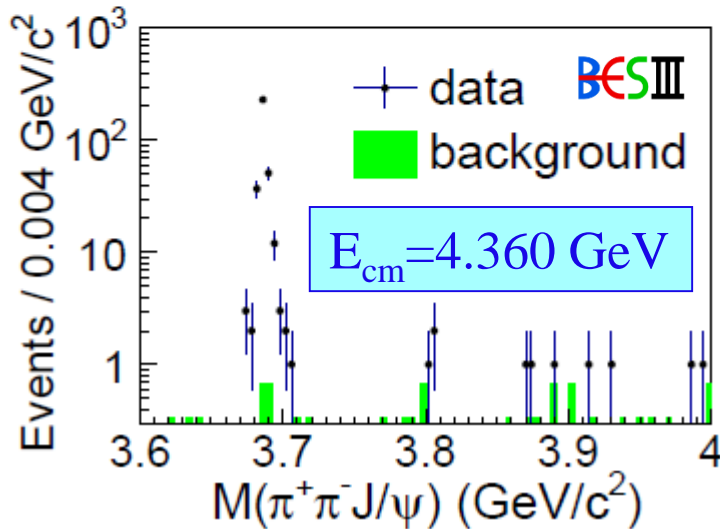 10³
10²
10
1
Events / 0.004 GeV/c²
data
BESIII
background
E_cm=4.360 GeV
3.6 3.7 3.8 3.9 4
M(π⁺π⁻J/ψ) (GeV/c²)